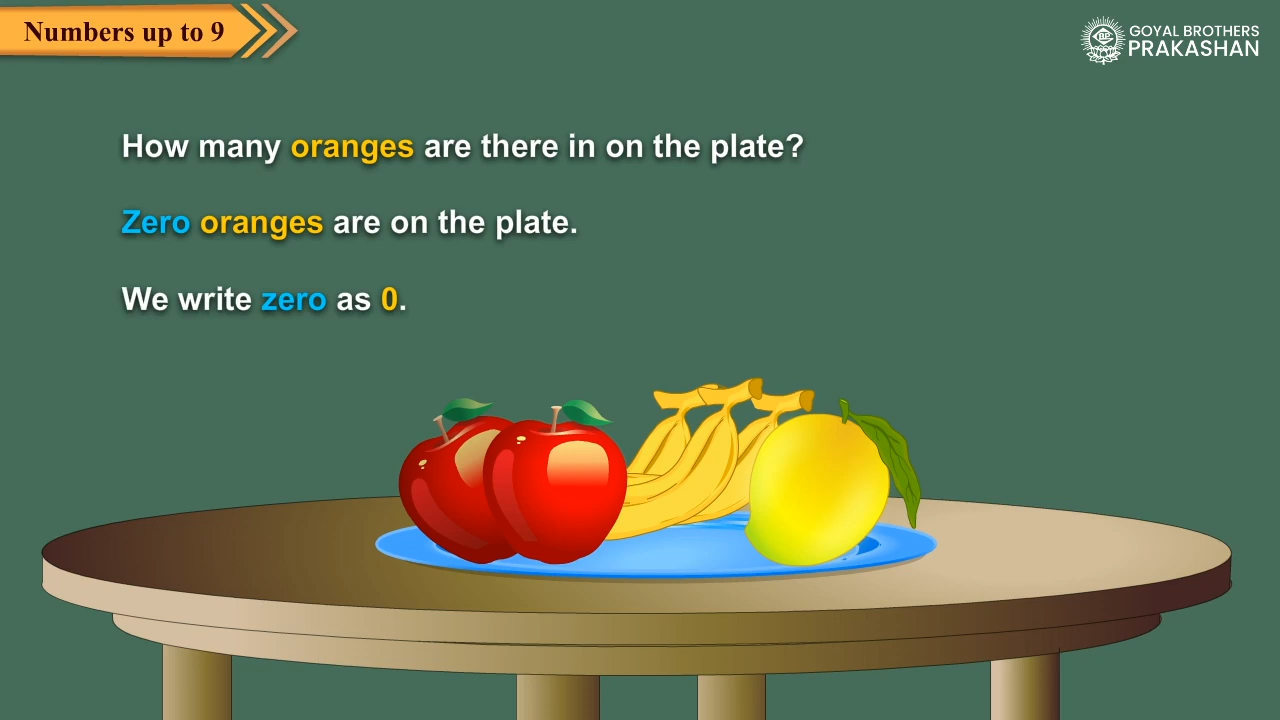 Numbers up to 9
GOYAL BROTHERS
PRAKASHAN
How many oranges are there in on the plate?
Zero oranges are on the plate.
We write zero as 0.